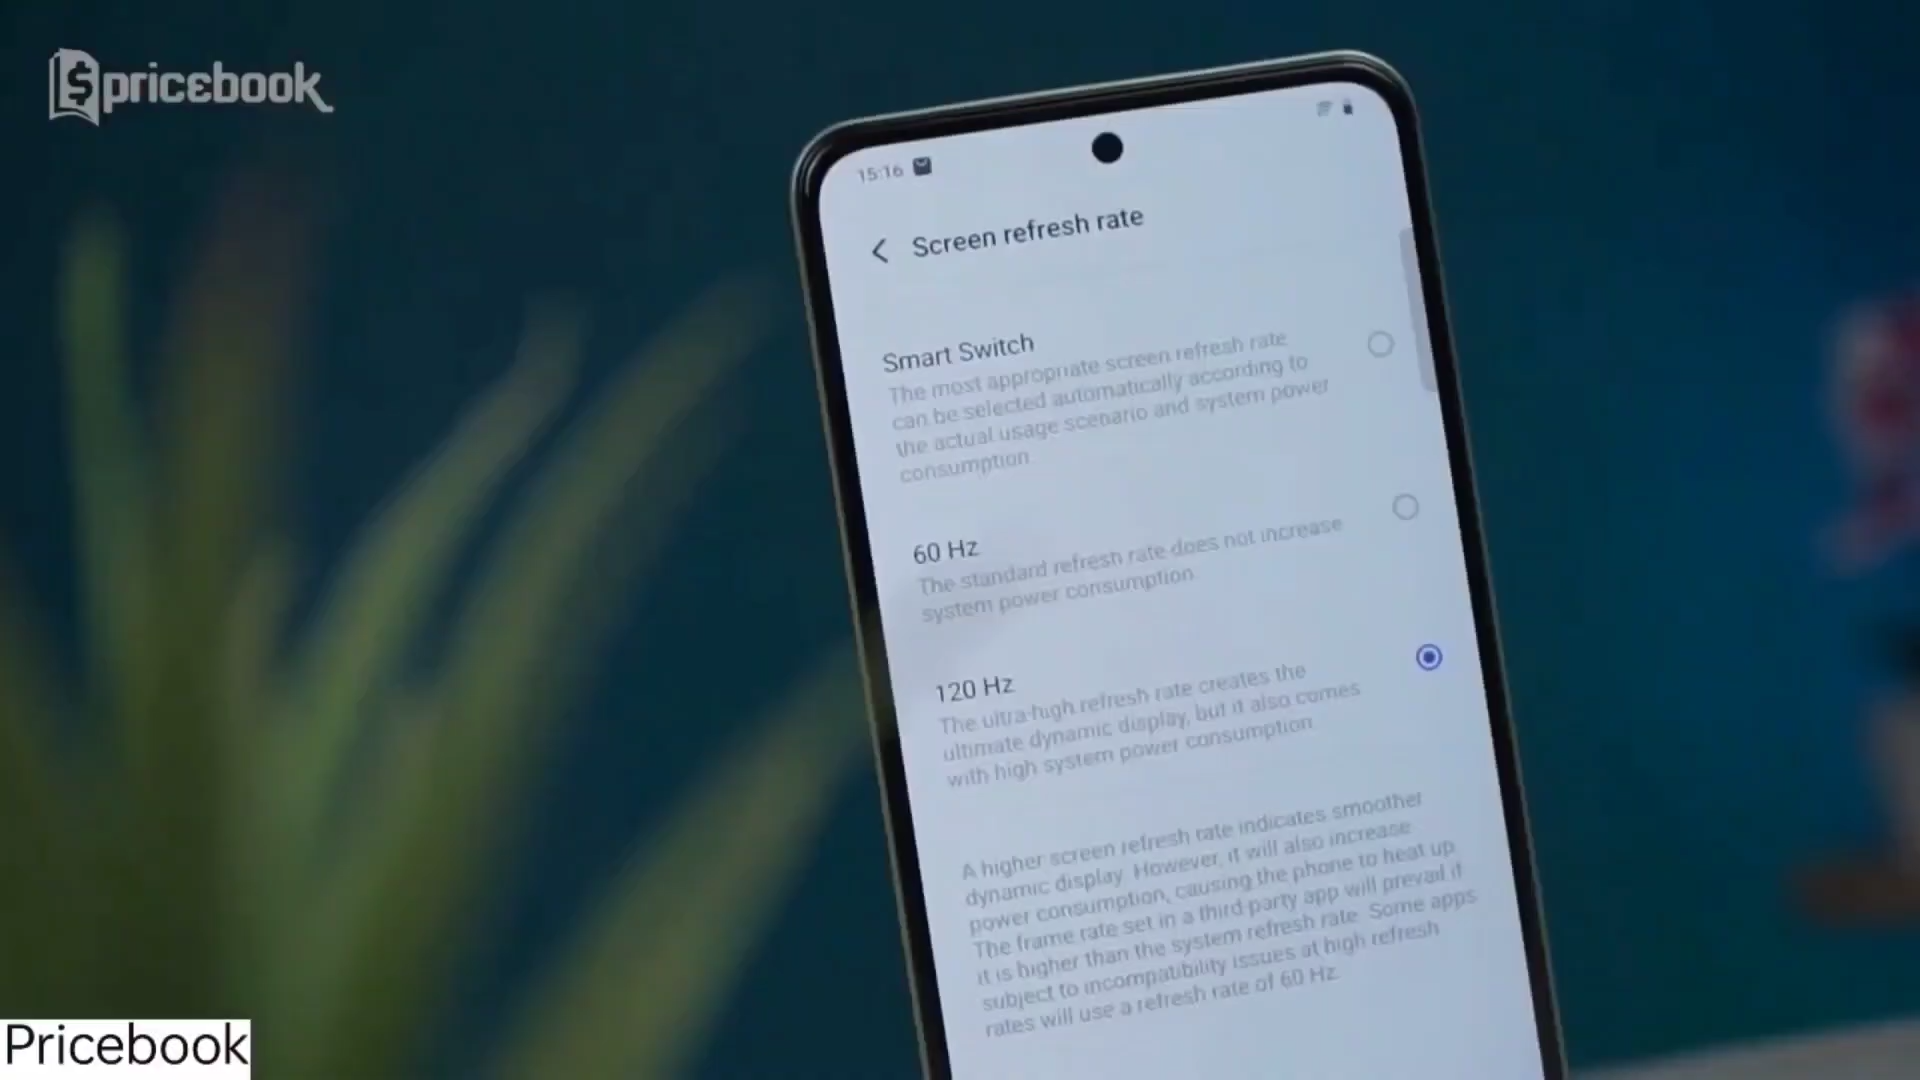 pricebook
15:16
Screen refresh rate
Smart Switch
The most appropriate screen refresh rate
can be selected automatically according to
the actual usage scenario and system power
consumption.
60 Hz
The standard refresh rate does not increase
system power consumption.
120 Hz
The ultra-high refresh rate creates the
ultimate dynamic display, but it also comes
with high system power consumption.
A higher screen refresh rate indicates smoother
dynamic display. However, it will also increase
power consumption, causing the phone to heat up.
The frame rate set in a third-party app will prevail if
it is higher than the system refresh rate. Some apps
subject to incompatibility issues at high refresh
rates will use a refresh rate of 60 Hz.
Pricebook